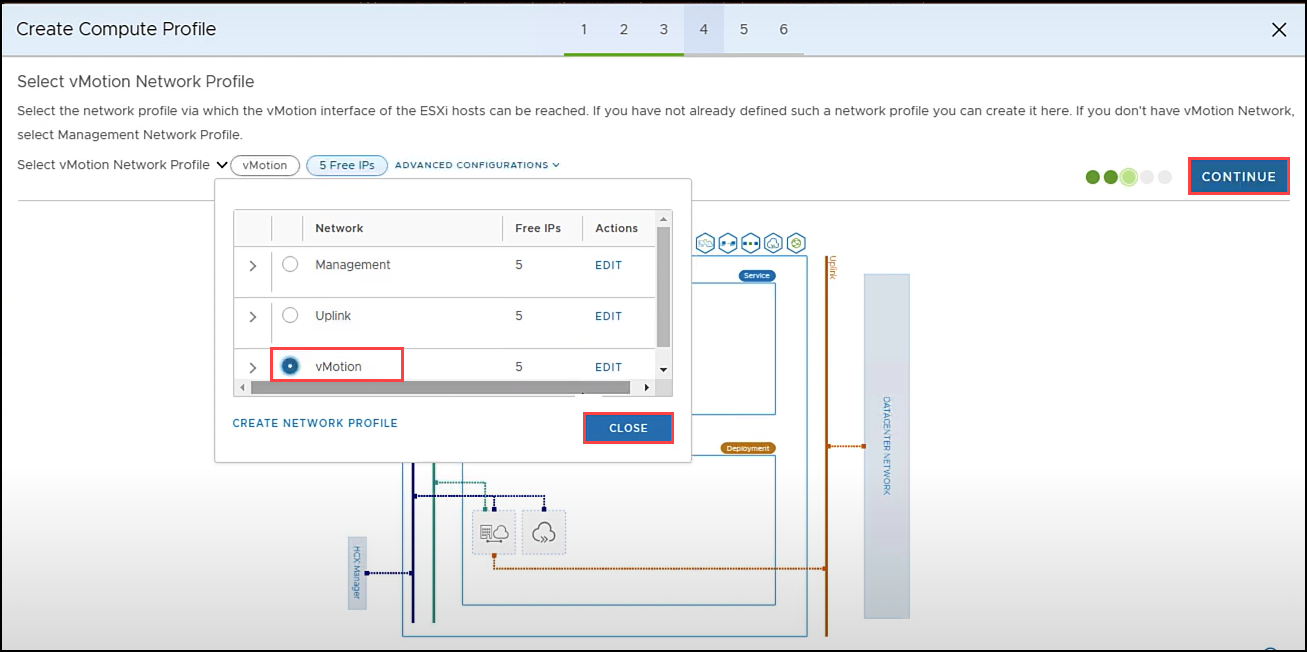 Create Compute Profile
1 2 3 4 5 6
Select vMotion Network Profile
Select the network profile via which the vMotion interface of the ESXi hosts can be reached. If you have not already defined such a network profile you can create it here. If you don't have vMotion Network,
select Management Network Profile.
Select vMotion Network Profile vMotion 5 Free IPs ADVANCED CONFIGURATIONS
CONTINUE
Network Free IPs Actions
Management 5 EDIT
Uplink 5 EDIT
vMotion 5 EDIT
CREATE NETWORK PROFILE
CLOSE
Service
Uplink
DATACENTER NETWORK
Deployment
HCX Manager